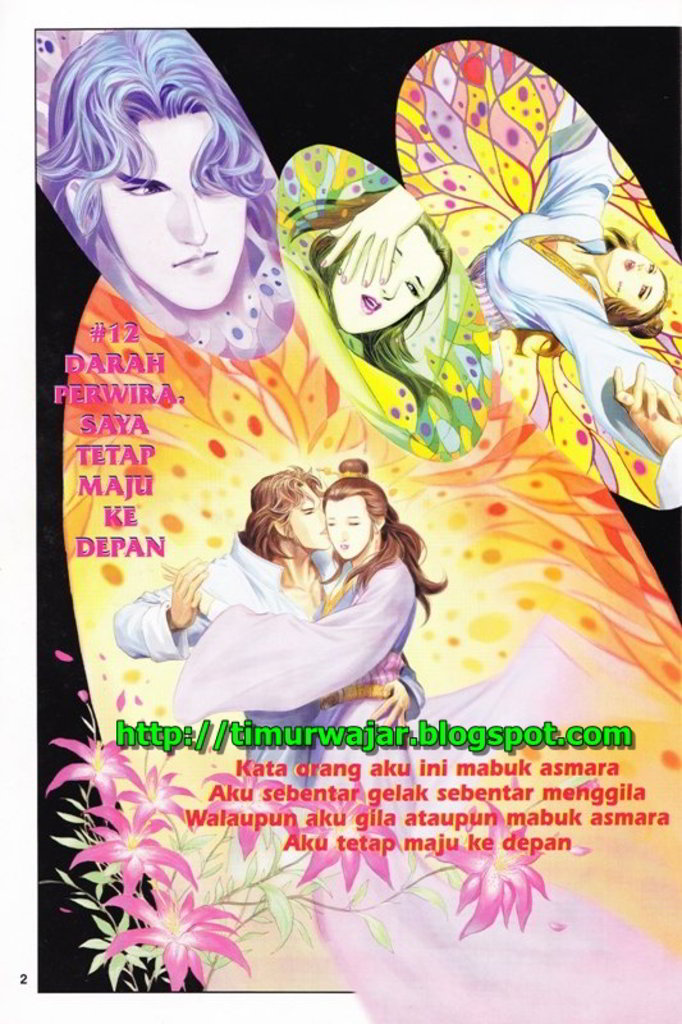 #12
DARAH
PERWIRA.
SAYA
TETAP
MAJU
KE
DEPAN
http://timurwajar.blogspot.com
Kata orang aku ini mabuk asmara
Aku sebentar gelak sebentar menggila
Walaupun aku gila ataupun mabuk asmara
Aku tetap maju ke depan
2